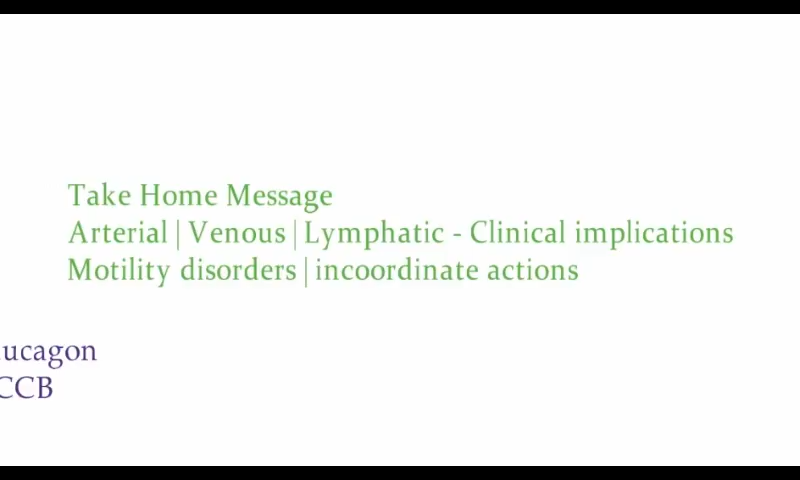 Take Home Message
Arterial | Venous | Lymphatic - Clinical implications
Motility disorders | incoordinate actions
ucagon
CCB